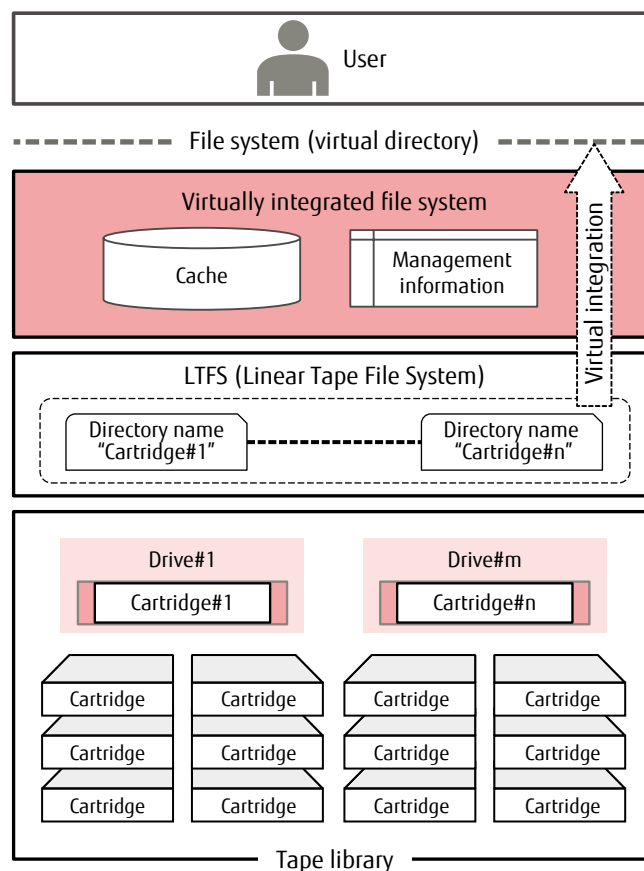 User
File system (virtual directory)
Virtually integrated file system
Cache
Management
information
Virtual integration
LTFS (Linear Tape File System)
Directory name
“Cartridge#1”
Directory name
“Cartridge#n”
Drive#1
Cartridge#1
Drive#m
Cartridge#n
Cartridge
Cartridge
Cartridge
Cartridge
Cartridge
Cartridge
Cartridge
Cartridge
Cartridge
Cartridge
Cartridge
Cartridge
Tape library